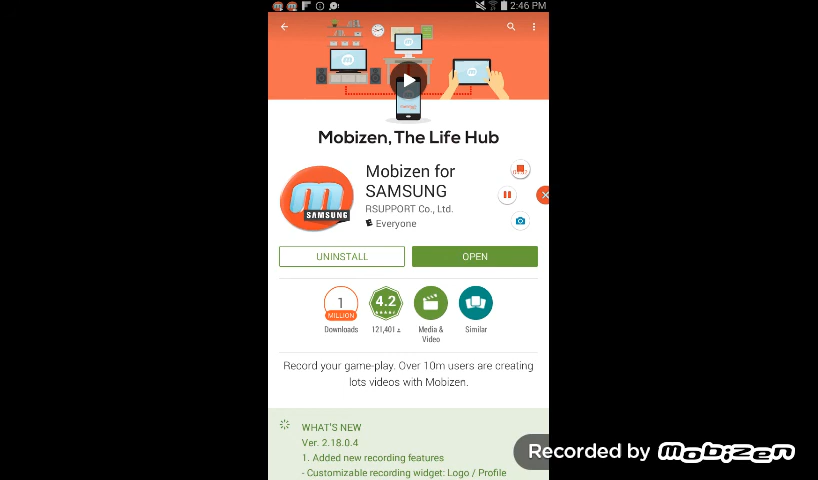 2:46 PM
Mobizen, The Life Hub
m
SAMSUNG
Mobizen for
SAMSUNG
RSUPPORT Co., Ltd.
E Everyone
UNINSTALL
OPEN
1
MILLION
4.2
Downloads
121,401
Media &
Video
Similar
Record your game-play. Over 10m users are creating
lots videos with Mobizen.
WHAT'S NEW
Ver. 2.18.0.4
1. Added new recording features
- Customizable recording widget: Logo / Profile
Recorded by mobizen